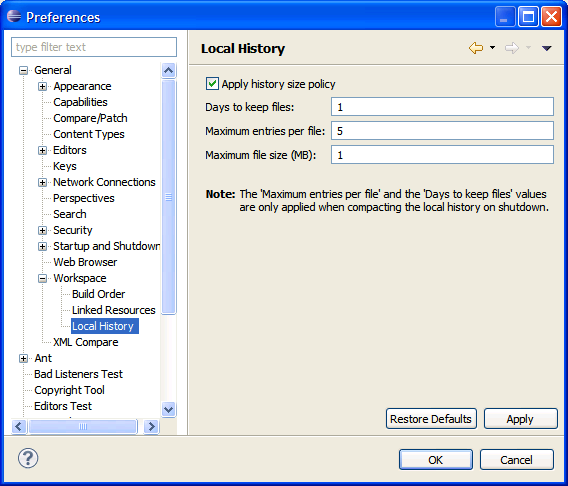 Preferences
type filter text
General
Appearance
Capabilities
Compare/Patch
Content Types
Editors
Keys
Network Connections
Perspectives
Search
Security
Startup and Shutdown
Web Browser
Workspace
Build Order
Linked Resources
Local History
XML Compare
Ant
Bad Listeners Test
Copyright Tool
Editors Test
Local History
Apply history size policy
Days to keep files: 1
Maximum entries per file: 5
Maximum file size (MB): 1
Note: The 'Maximum entries per file' and the 'Days to keep files' values
are only applied when compacting the local history on shutdown.
Restore Defaults Apply
? OK Cancel